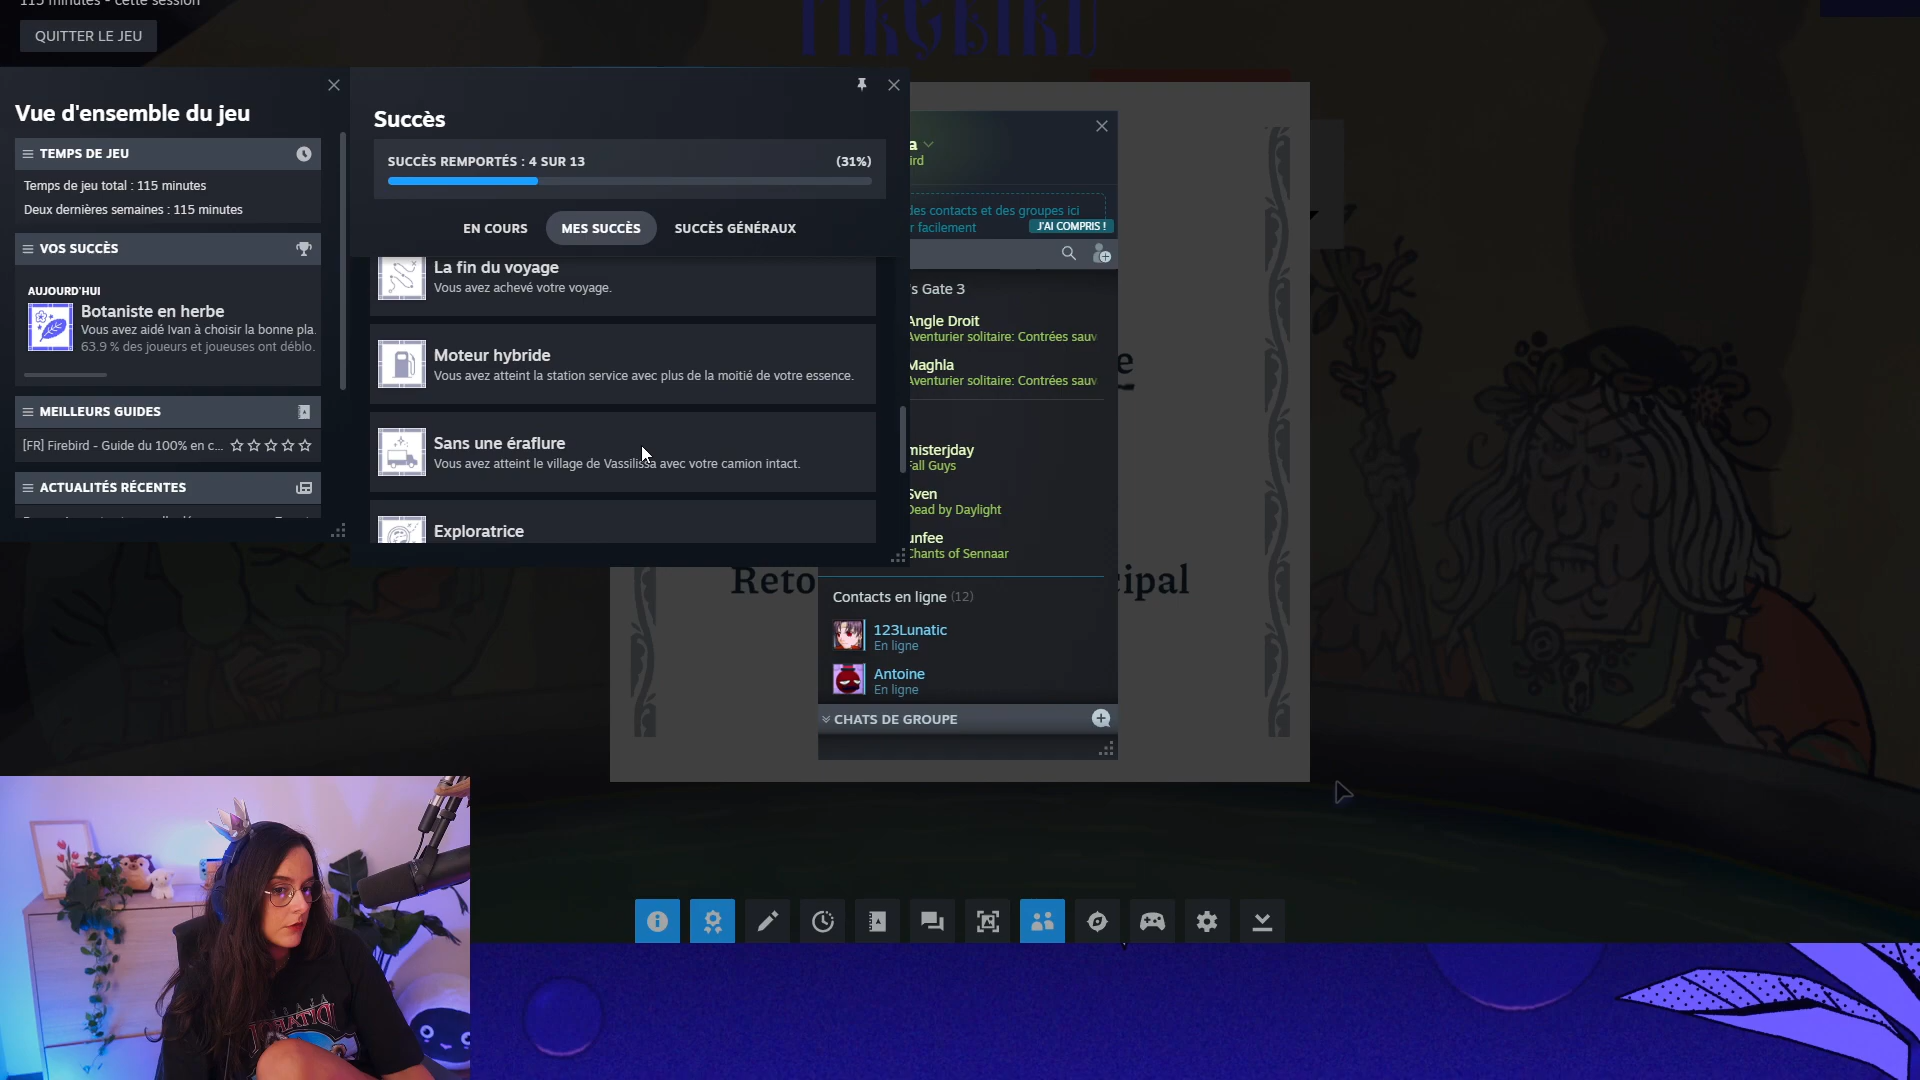 115 minutes - cette session
QUITTER LE JEU
FIREBIRD
Vue d'ensemble du jeu
TEMPS DE JEU
Temps de jeu total : 115 minutes
Deux dernières semaines : 115 minutes
VOS SUCCÈS
AUJOURD'HUI
Botaniste en herbe
Vous avez aidé Ivan à choisir la bonne pla.
63.9 % des joueurs et joueuses ont déblo.
MEILLEURS GUIDES
[FR] Firebird - Guide du 100% en c...
ACTUALITÉS RÉCENTES
Succès
SUCCÈS REMPORTÉS : 4 SUR 13
(31%)
EN COURS
MES SUCCÈS
SUCCÈS GÉNÉRAUX
La fin du voyage
Vous avez achevé votre voyage.
Moteur hybride
Vous avez atteint la station service avec plus de la moitié de votre essence.
Sans une éraflure
Vous avez atteint le village de Vassilissa avec votre camion intact.
Exploratrice
a
ird
des contacts et des groupes ici
r facilement
J'AI COMPRIS !
's Gate 3
Angle Droit
Aventurier solitaire: Contrées sauv
Maghla
Aventurier solitaire: Contrées sauv
misterjday
Fall Guys
Sven
Dead by Daylight
unfee
Chants of Sennaar
Contacts en ligne (12)
123Lunatic
En ligne
Antoine
En ligne
CHATS DE GROUPE
e
Reto
cipal